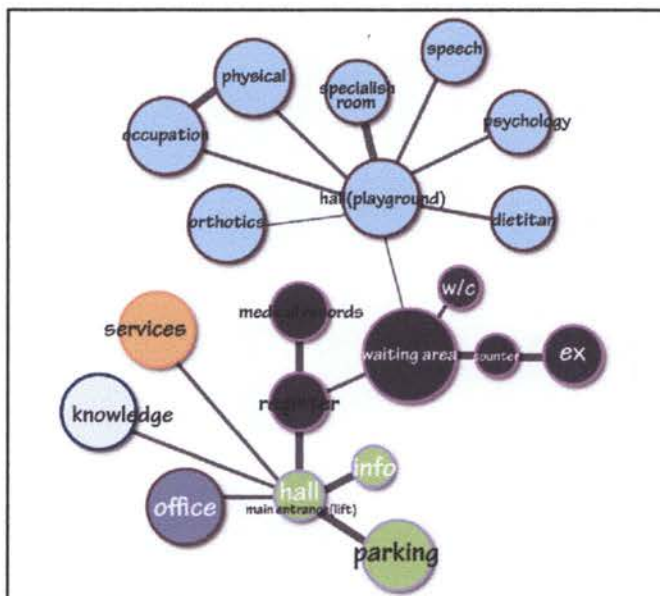 speech
physical
specialish
room
psychology
occupation
hall(playground)
orthotics
dietitan
w/c
medical records
services
waiting area
counter
ex
register
knowledge
info
hall
office
main entrance(lift)
parking